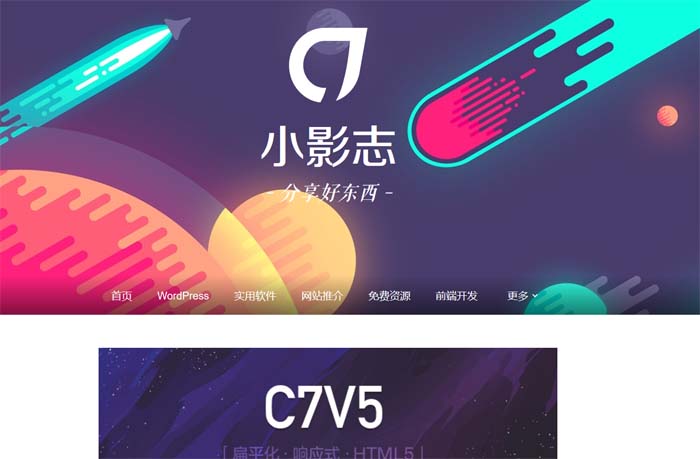 小影志
- 分享好东西 -
首页 WordPress 实用软件 网站推介 免费资源 前端开发 更多
C7V5
[ 扁平化 · 响应式 · HTML5 ]